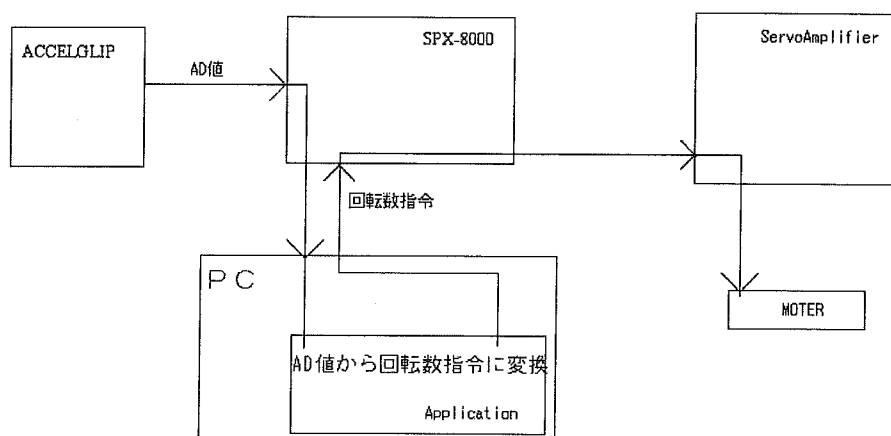 ACCELGLIP
AD値
SPX-8000
ServoAmplifier
回転数指令
ＰＣ
MOTER
AD値から回転数指令に変換
Application